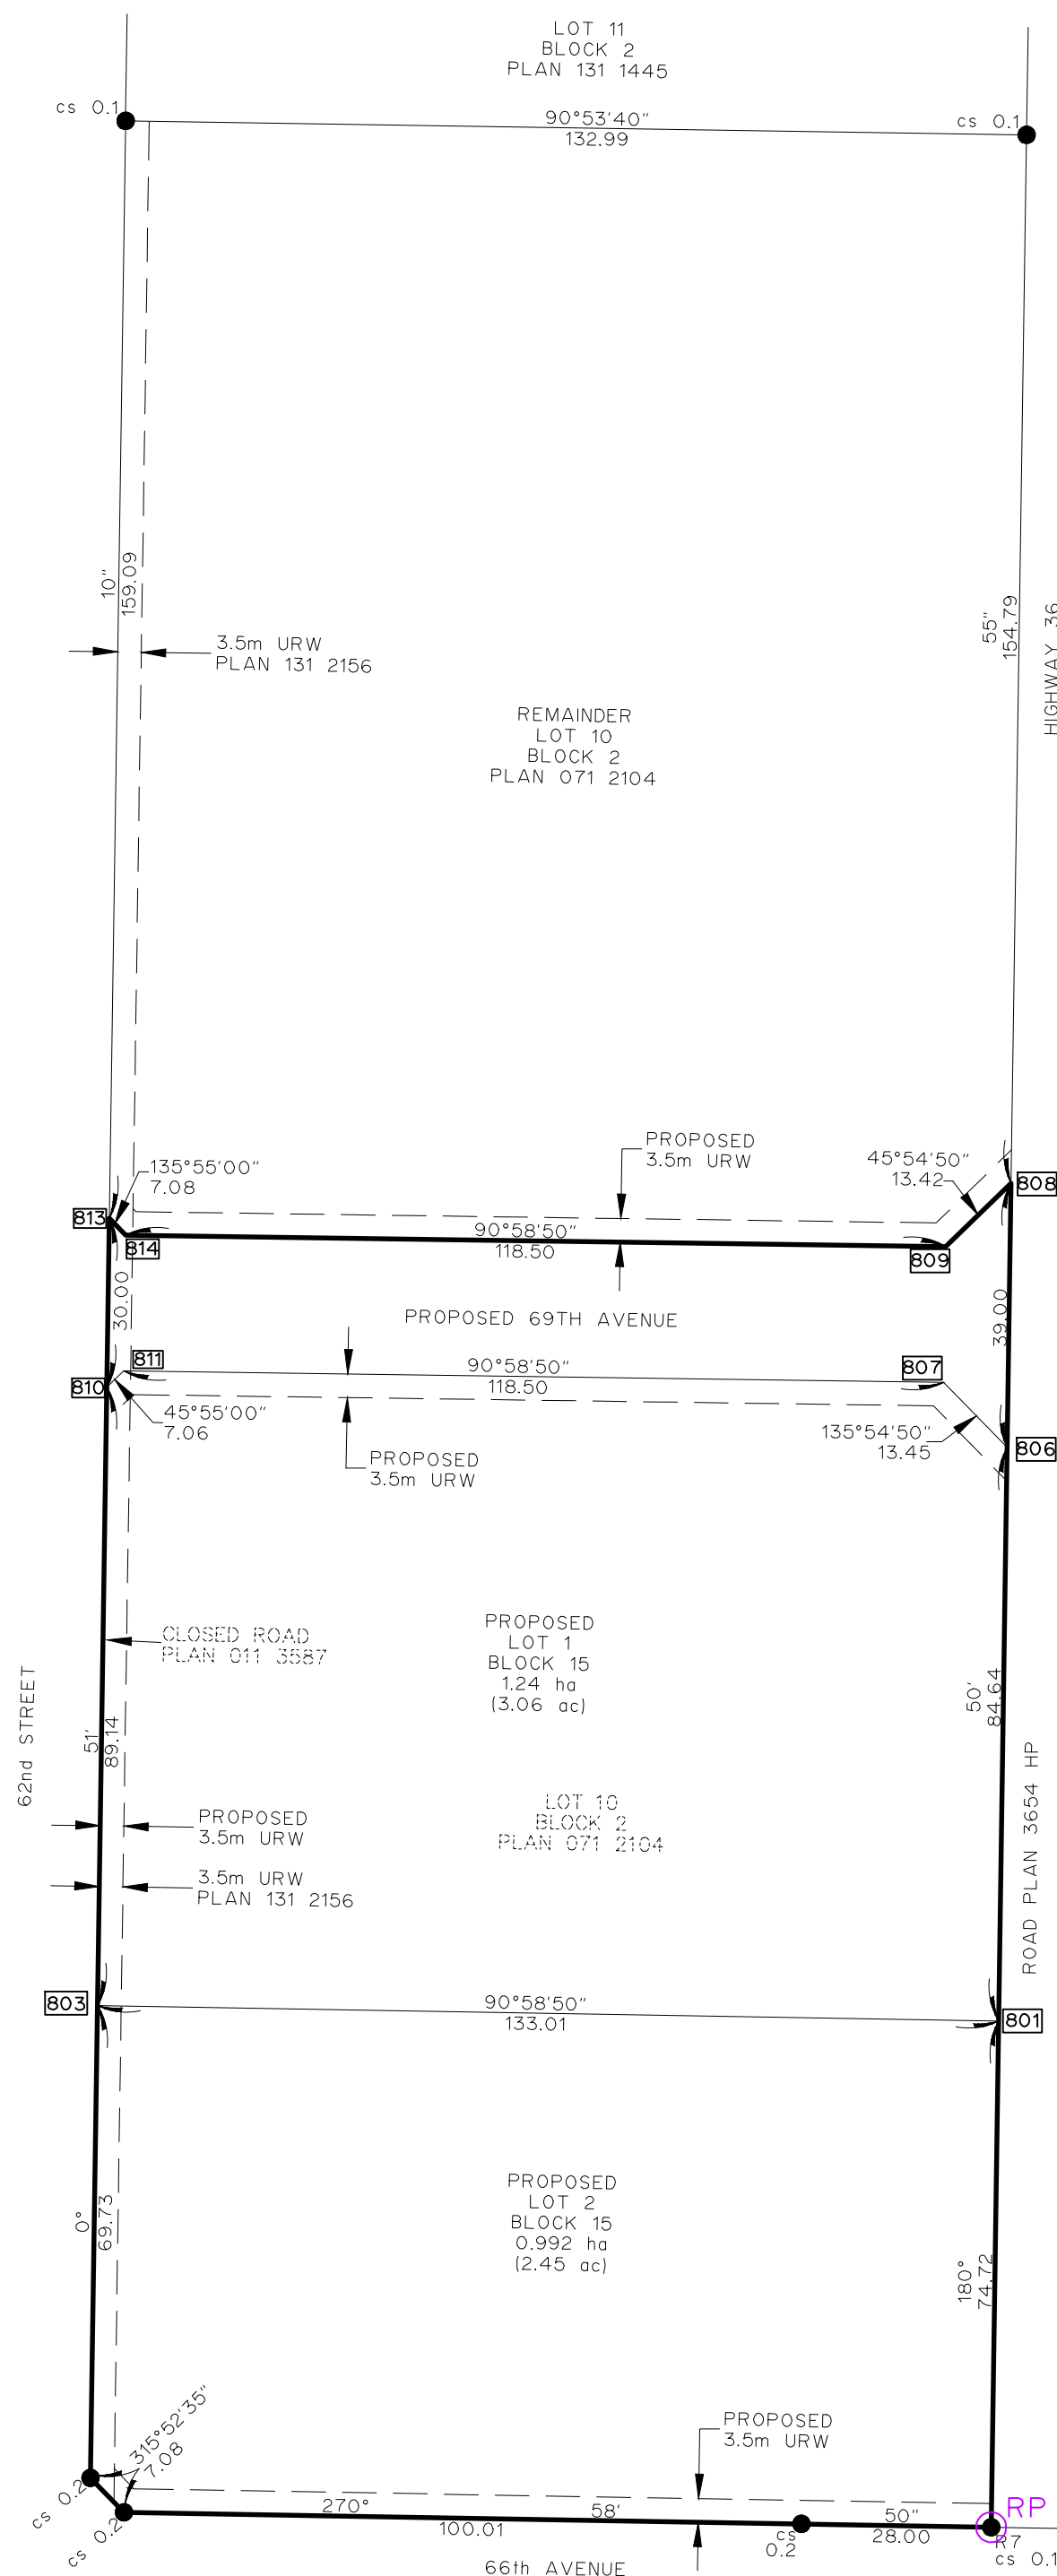 LOT 11
BLOCK 2
PLAN 131 1445
cs 0.1
90°53'40"
132.99
cs 0.1
10"
159.09
3.5m URW
PLAN 131 2156
55"
154.79
HIGHWAY 36
REMAINDER
LOT 10
BLOCK 2
PLAN 071 2104
135°55'00"
7.08
PROPOSED
3.5m URW
45°54'50"
13.42
808
813
814
90°58'50"
118.50
809
30.00
39.00
PROPOSED 69TH AVENUE
811
810
90°58'50"
118.50
807
45°55'00"
7.06
135°54'50"
13.45
806
PROPOSED
3.5m URW
PROPOSED
LOT 1
BLOCK 15
1.24 ha
(3.06 ac)
CLOSED ROAD
PLAN 011 3587
62nd STREET
51'
89.14
50'
84.64
ROAD PLAN 3654 HP
LOT 10
BLOCK 2
PLAN 071 2104
PROPOSED
3.5m URW
3.5m URW
PLAN 131 2156
803
90°58'50"
133.01
801
0°
69.73
PROPOSED
LOT 2
BLOCK 15
0.992 ha
(2.45 ac)
180°
74.72
315°52'35"
7.08
PROPOSED
3.5m URW
cs 0.2
cs 0.2
270°
58'
50"
100.01
cs
0.2
28.00
RP
R7
cs 0.1
66th AVENUE